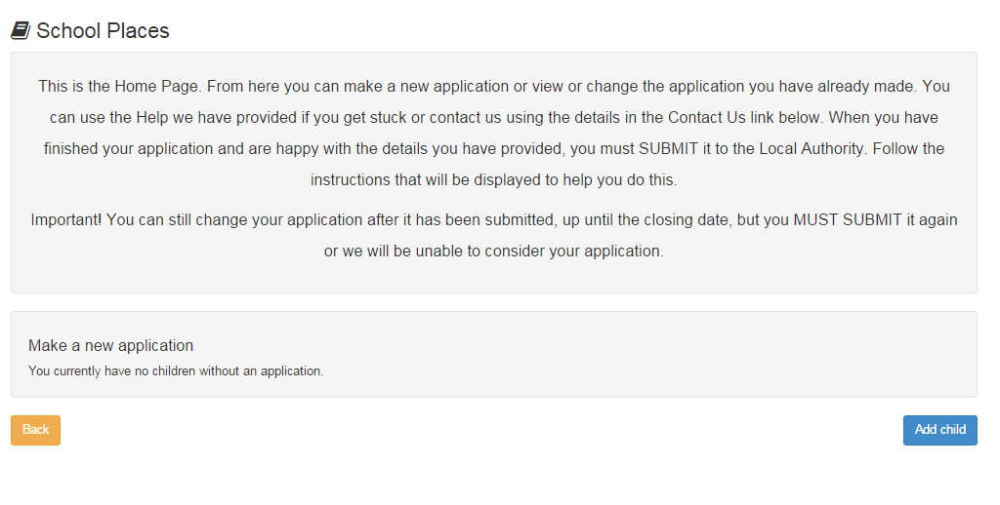 School Places
This is the Home Page. From here you can make a new application or view or change the application you have already made. You
can use the Help we have provided if you get stuck or contact us using the details in the Contact Us link below. When you have
finished your application and are happy with the details you have provided, you must SUBMIT it to the Local Authority. Follow the
instructions that will be displayed to help you do this.
Important! You can still change your application after it has been submitted, up until the closing date, but you MUST SUBMIT it again
or we will be unable to consider your application.
Make a new application
You currently have no children without an application.
Back
Add child